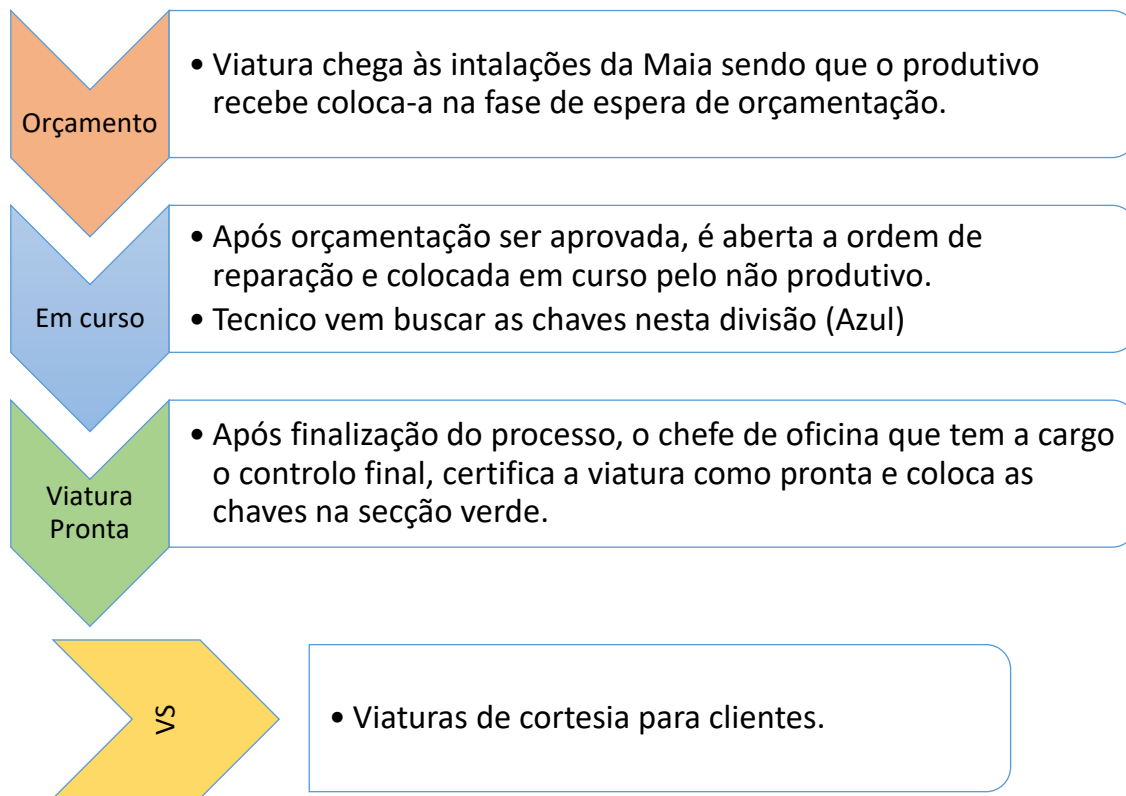 Orçamento
• Viatura chega às intalações da Maia sendo que o produtivo
recebe coloca-a na fase de espera de orçamentação.
Em curso
• Após orçamentação ser aprovada, é aberta a ordem de
reparação e colocada em curso pelo não produtivo.
• Tecnico vem buscar as chaves nesta divisão (Azul)
Viatura
Pronta
• Após finalização do processo, o chefe de oficina que tem a cargo
o controlo final, certifica a viatura como pronta e coloca as
chaves na secção verde.
VS
• Viaturas de cortesia para clientes.